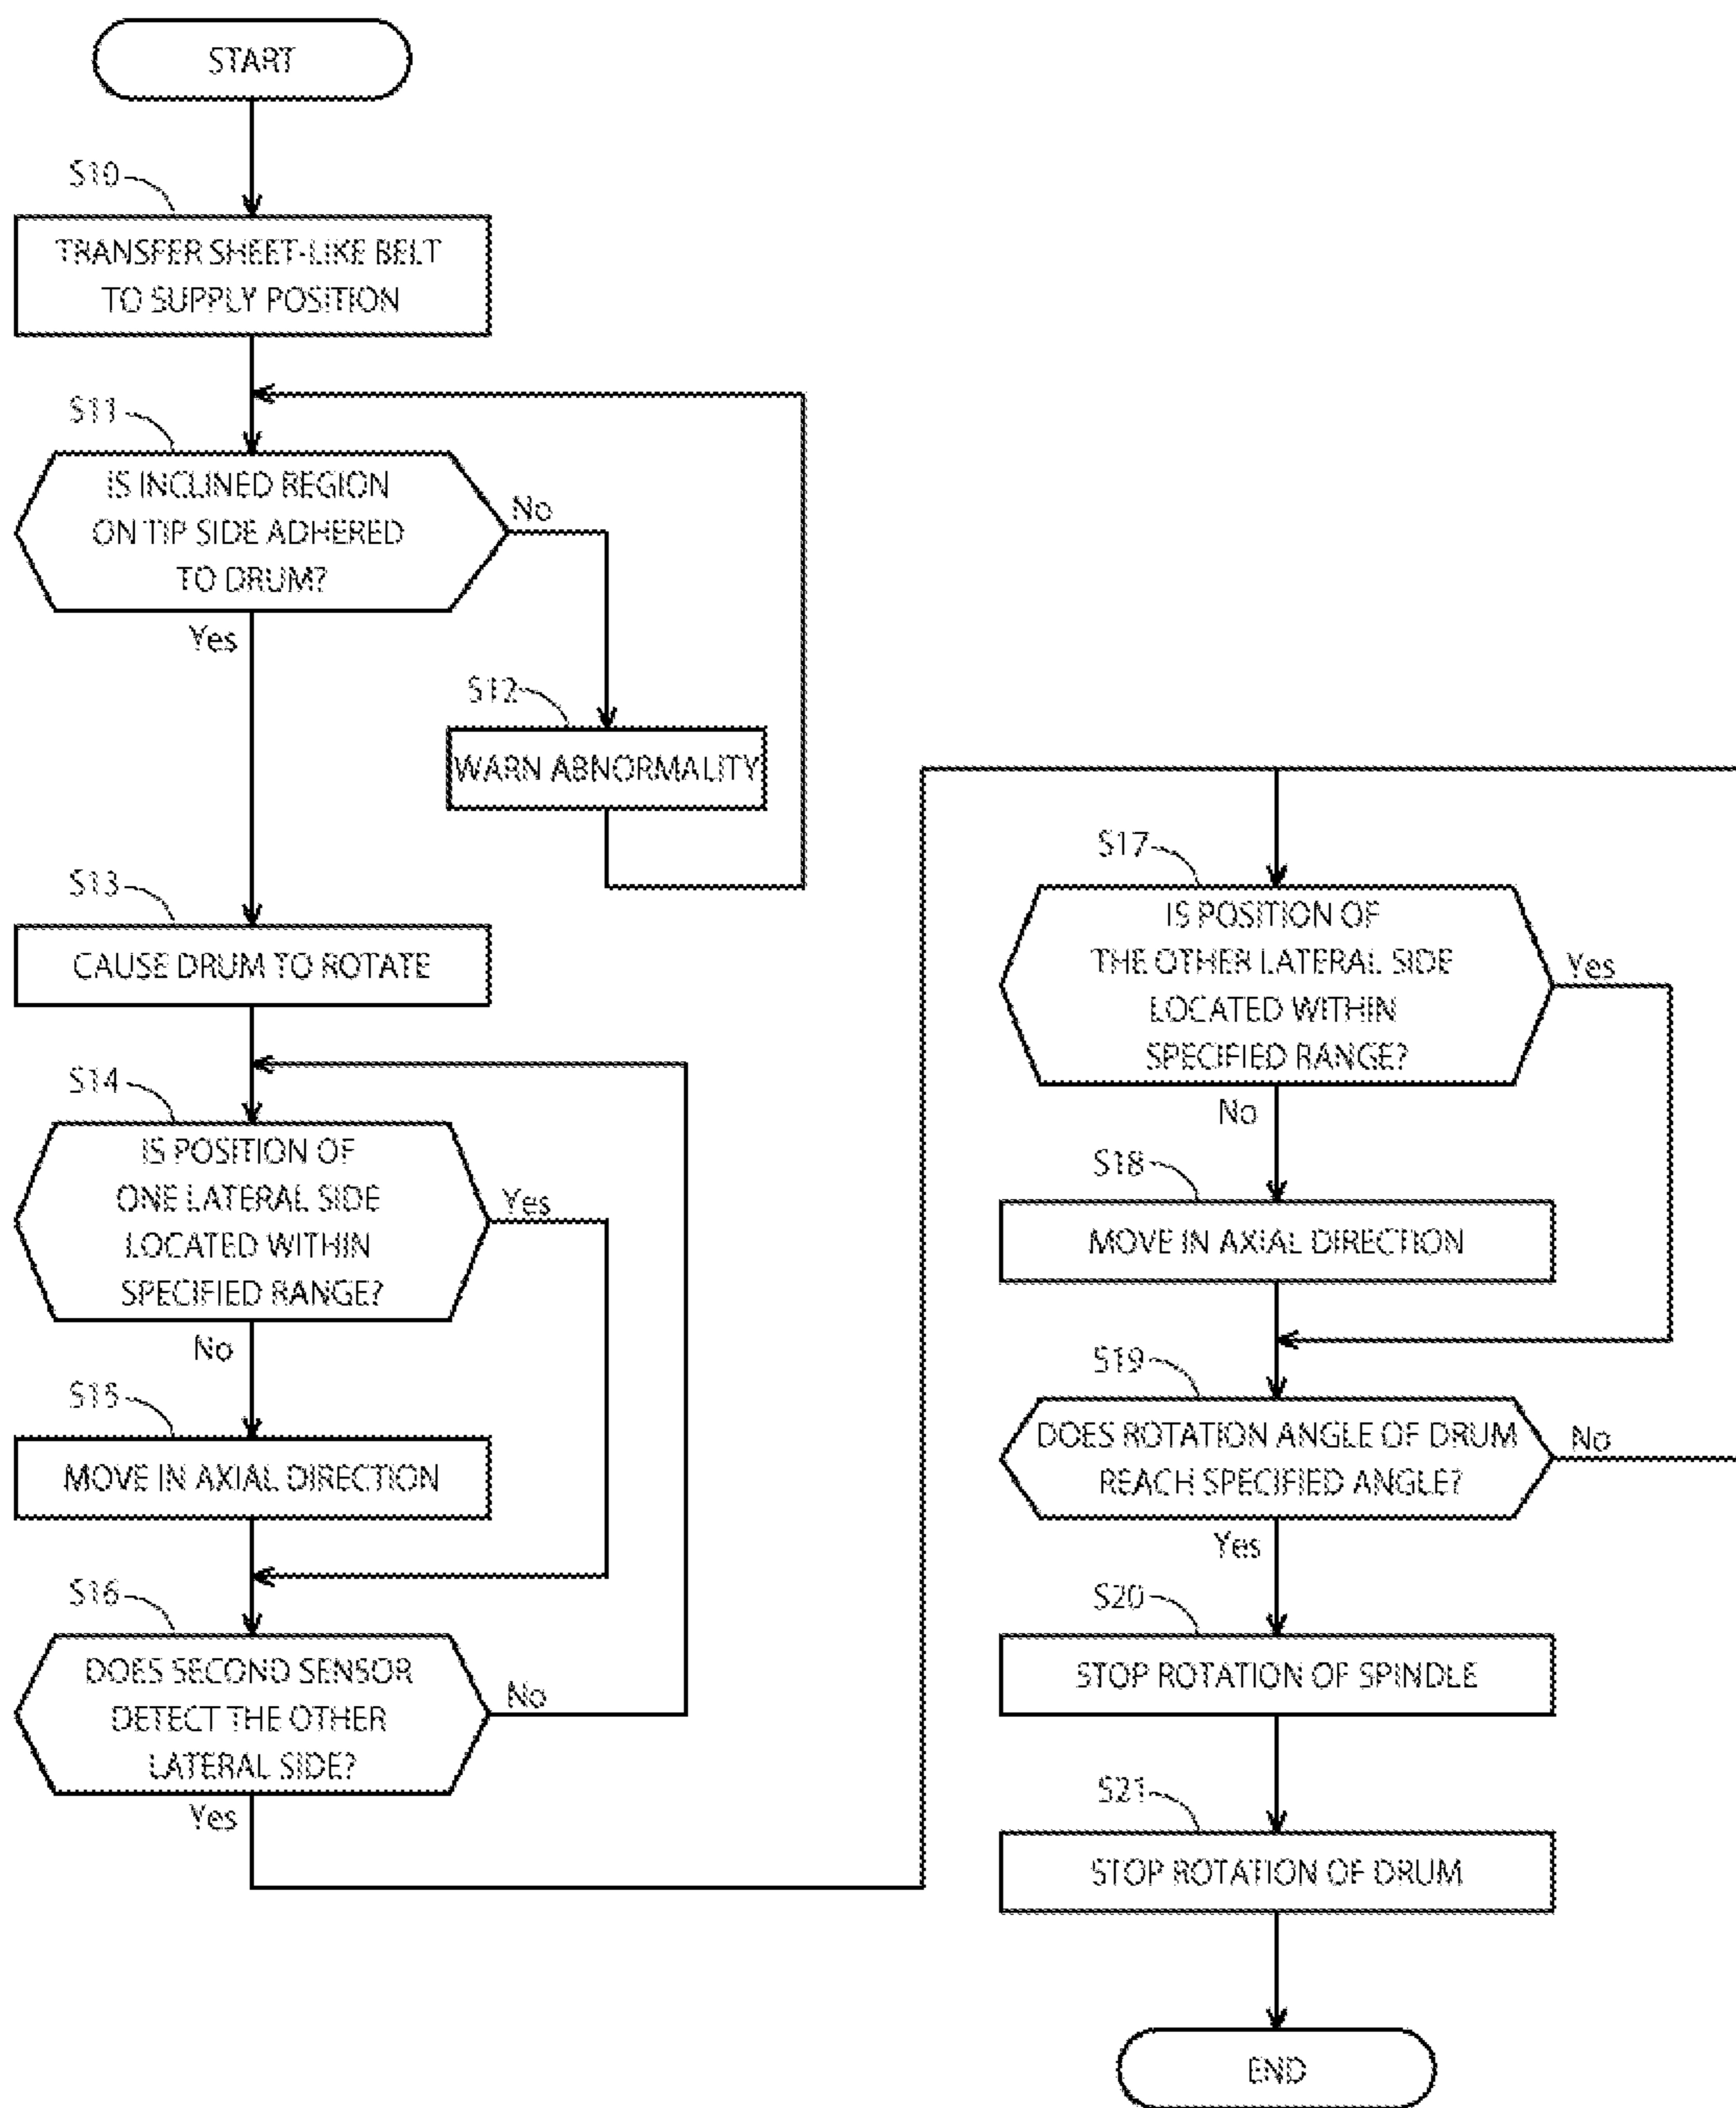 START
S10
TRANSFER SHEET-LIKE BELT
TO SUPPLY POSITION
S11
IS INCLINED REGION
ON TIP SIDE ADHERED
TO DRUM?
No
Yes
S12
WARN ABNORMALITY
S13
CAUSE DRUM TO ROTATE
S14
IS POSITION OF
ONE LATERAL SIDE
LOCATED WITHIN
SPECIFIED RANGE?
Yes
No
S15
MOVE IN AXIAL DIRECTION
S16
DOES SECOND SENSOR
DETECT THE OTHER
LATERAL SIDE?
No
Yes
S17
IS POSITION OF
THE OTHER LATERAL SIDE
LOCATED WITHIN
SPECIFIED RANGE?
Yes
No
S18
MOVE IN AXIAL DIRECTION
S19
DOES ROTATION ANGLE OF DRUM
REACH SPECIFIED ANGLE?
No
Yes
S20
STOP ROTATION OF SPINDLE
S21
STOP ROTATION OF DRUM
END